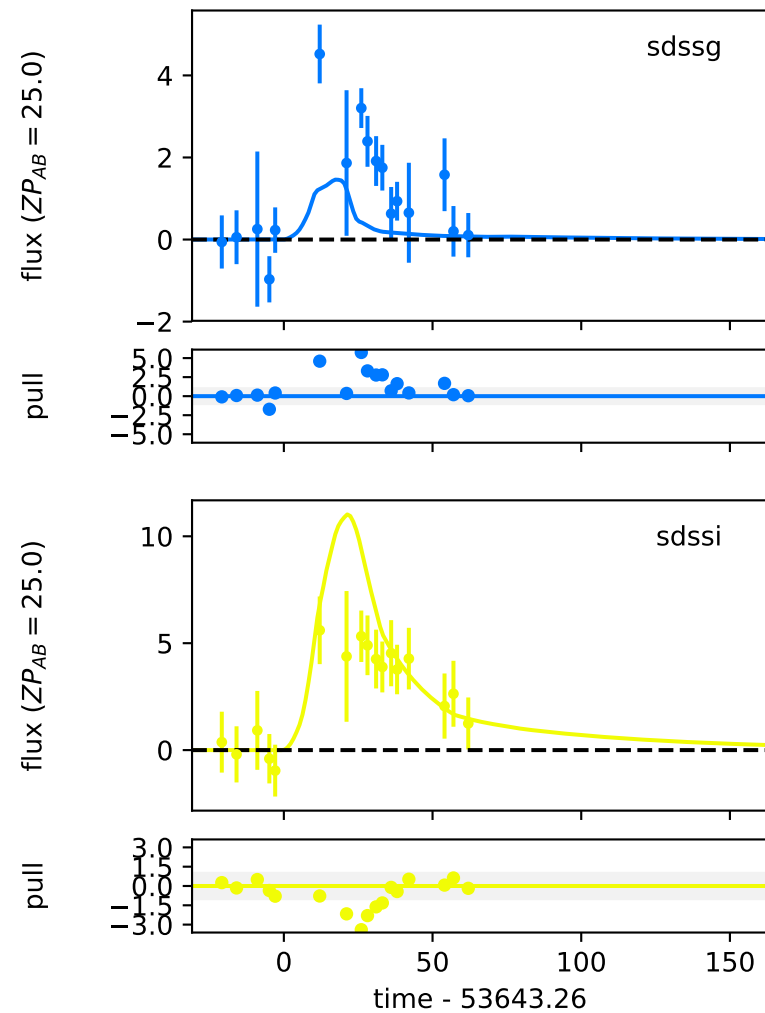 sdssg
flux (ZP_AB = 25.0)
4
2
0
−2
pull
5.0
2.5
0.0
−2.5
−5.0
sdssi
flux (ZP_AB = 25.0)
10
5
0
pull
3.0
1.5
0.0
−1.5
−3.0
0 50 100 150
time - 53643.26